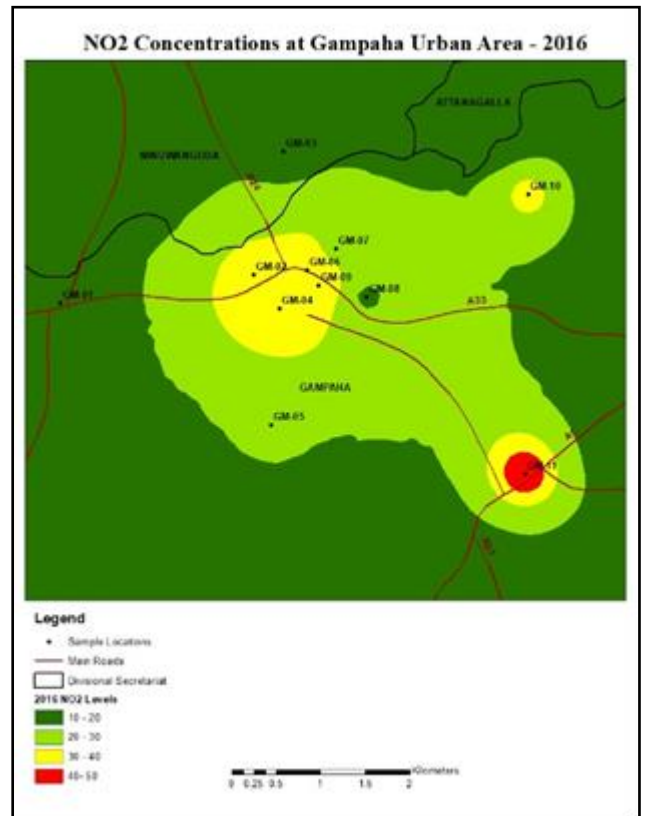 NO2 Concentrations at Gampaha Urban Area - 2016
ATTANAGALLA
GM-03
GM-10
GM-07
GM-02
GM-06
GM-09
GM-08
GM-01
A33
GM-04
GAMPAHA
GM-05
GM-11
Legend
Sample Locations
Main Roads
Divisional Secretariat
2016 NO2 Levels
10 - 20
20 - 30
30 - 40
40- 50
Kilometers
0 0.25 0.5 1 1.5 2